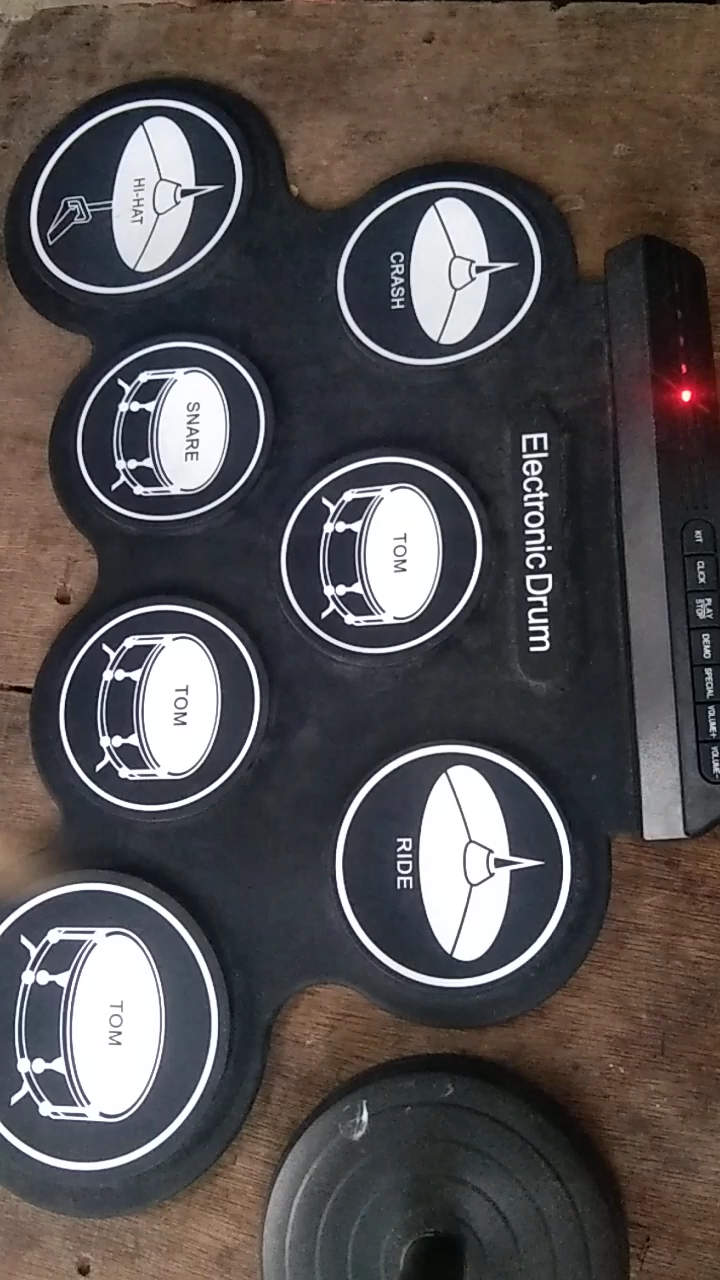 KIT
CLICK
PLAY
STOP
DEMO
SPECIAL
VOLUME+
VOLUME-
Electronic Drum
CRASH
RIDE
TOM
HI-HAT
SNARE
TOM
TOM